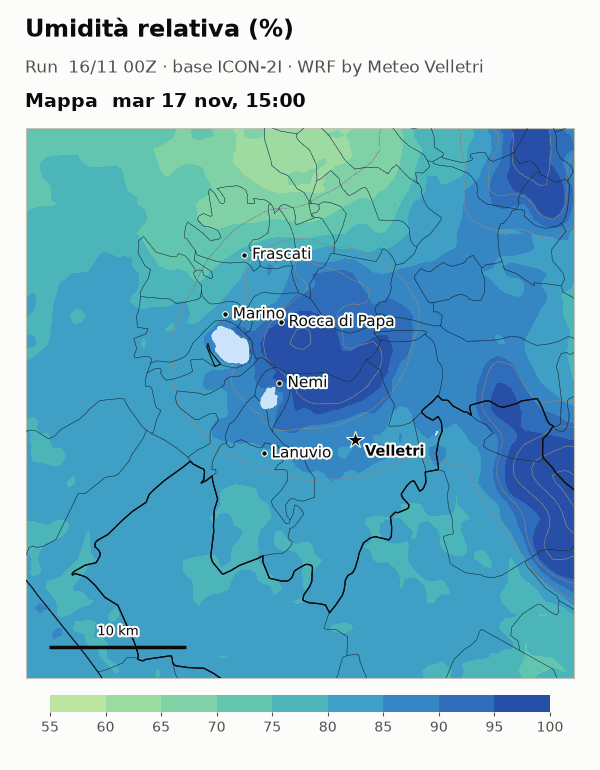 Umidità relativa (%)
Run  16/11 00Z · base ICON-2I · WRF by Meteo Velletri
Mappa  mar 17 nov, 15:00
Frascati
Marino
Rocca di Papa
Nemi
Velletri
Lanuvio
10 km
55 60 65 70 75 80 85 90 95 100